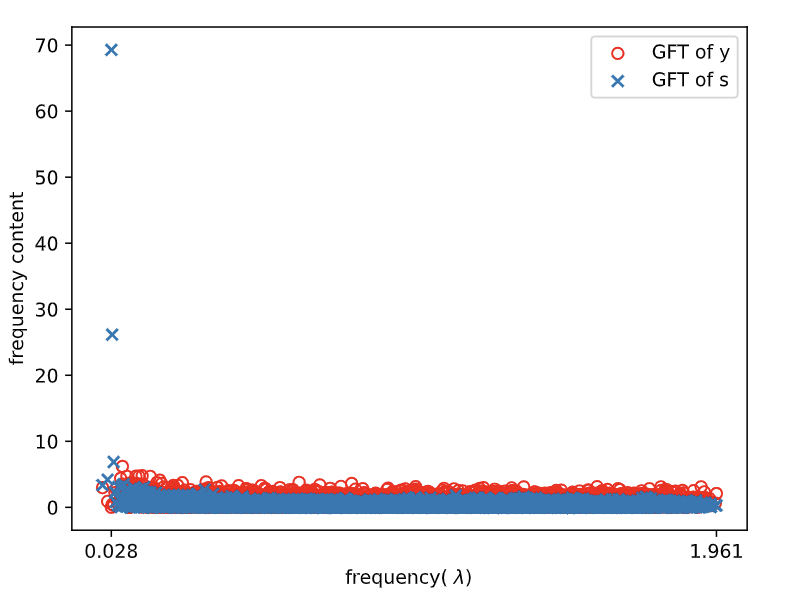 70
60
50
40
30
20
10
0
frequency content
GFT of y
GFT of s
0.028
1.961
frequency( λ)